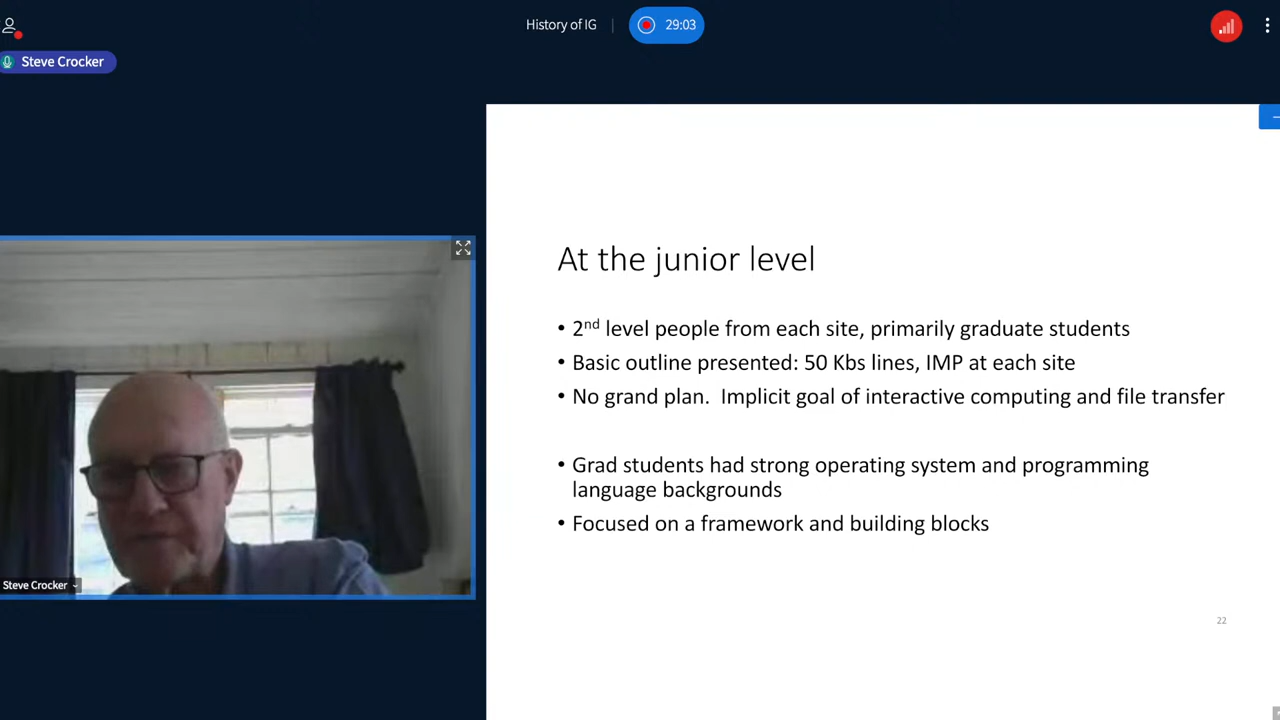 History of IG
29:03
Steve Crocker
At the junior level
• 2nd level people from each site, primarily graduate students
• Basic outline presented: 50 Kbs lines, IMP at each site
• No grand plan.  Implicit goal of interactive computing and file transfer
• Grad students had strong operating system and programming
language backgrounds
• Focused on a framework and building blocks
Steve Crocker
22